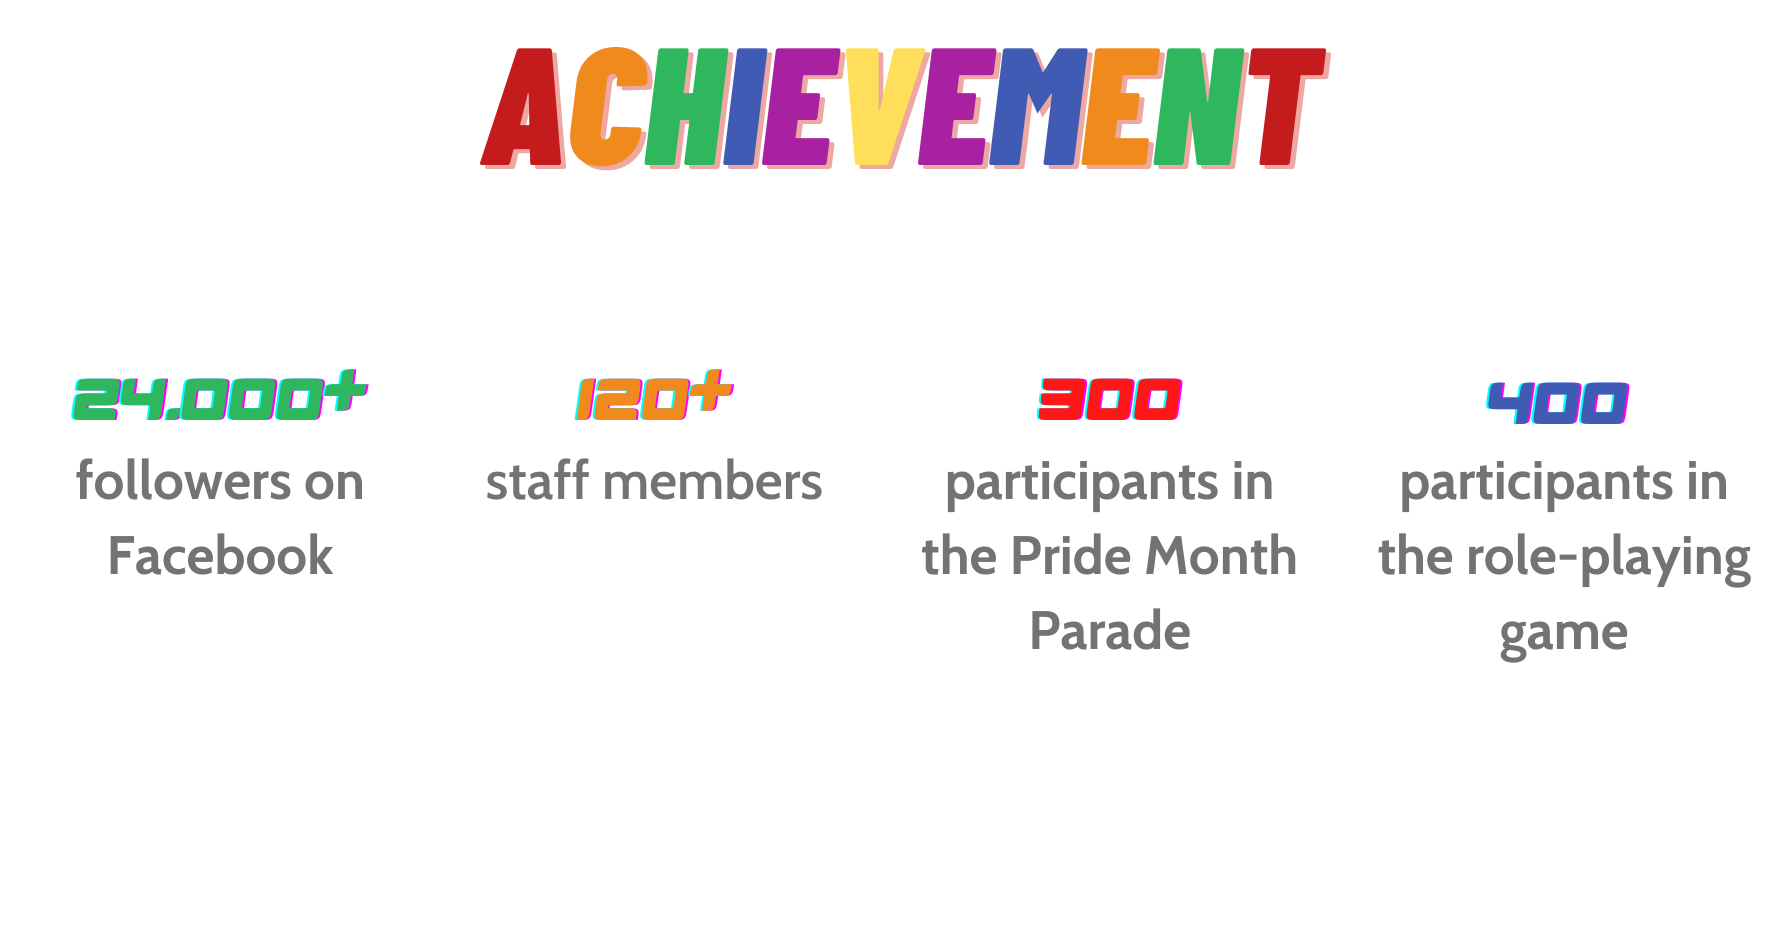 ACHIEVEMENT
24.000+
followers on
Facebook
120+
staff members
300
participants in
the Pride Month
Parade
400
participants in
the role-playing
game